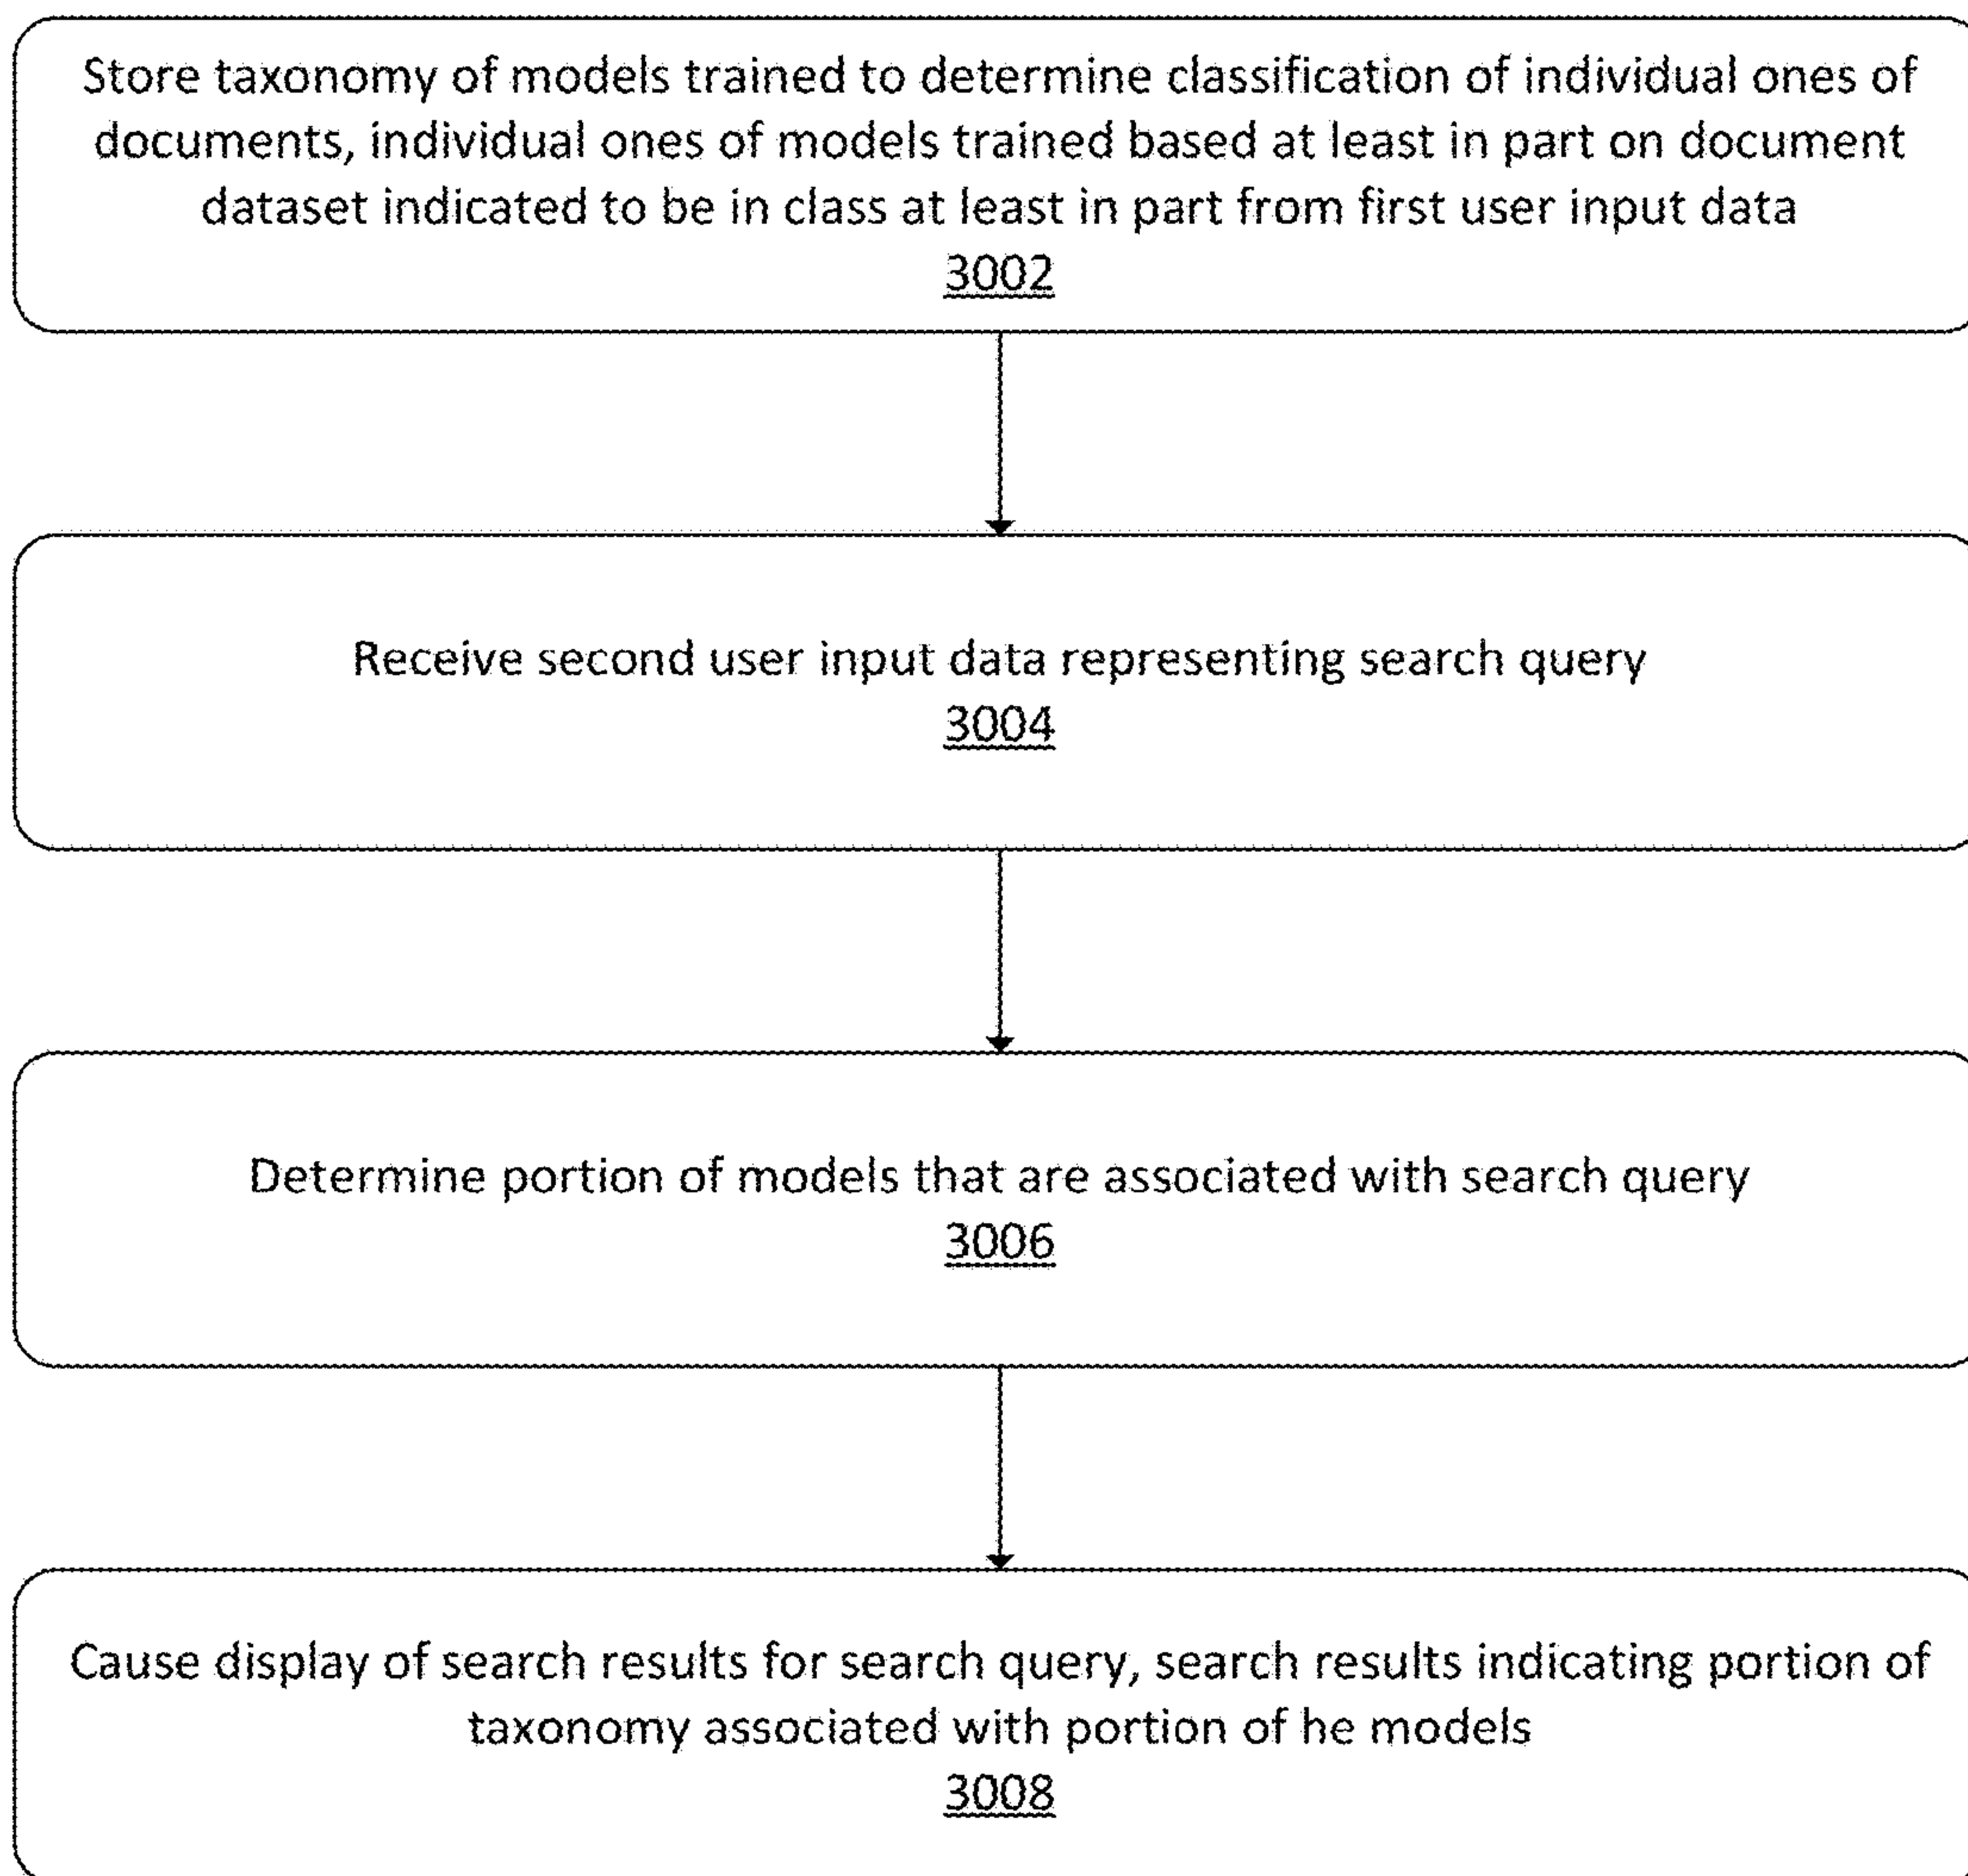 Store taxonomy of models trained to determine classification of individual ones of
documents, individual ones of models trained based at least in part on document
dataset indicated to be in class at least in part from first user input data
3002
Receive second user input data representing search query
3004
Determine portion of models that are associated with search query
3006
Cause display of search results for search query, search results indicating portion of
taxonomy associated with portion of he models
3008